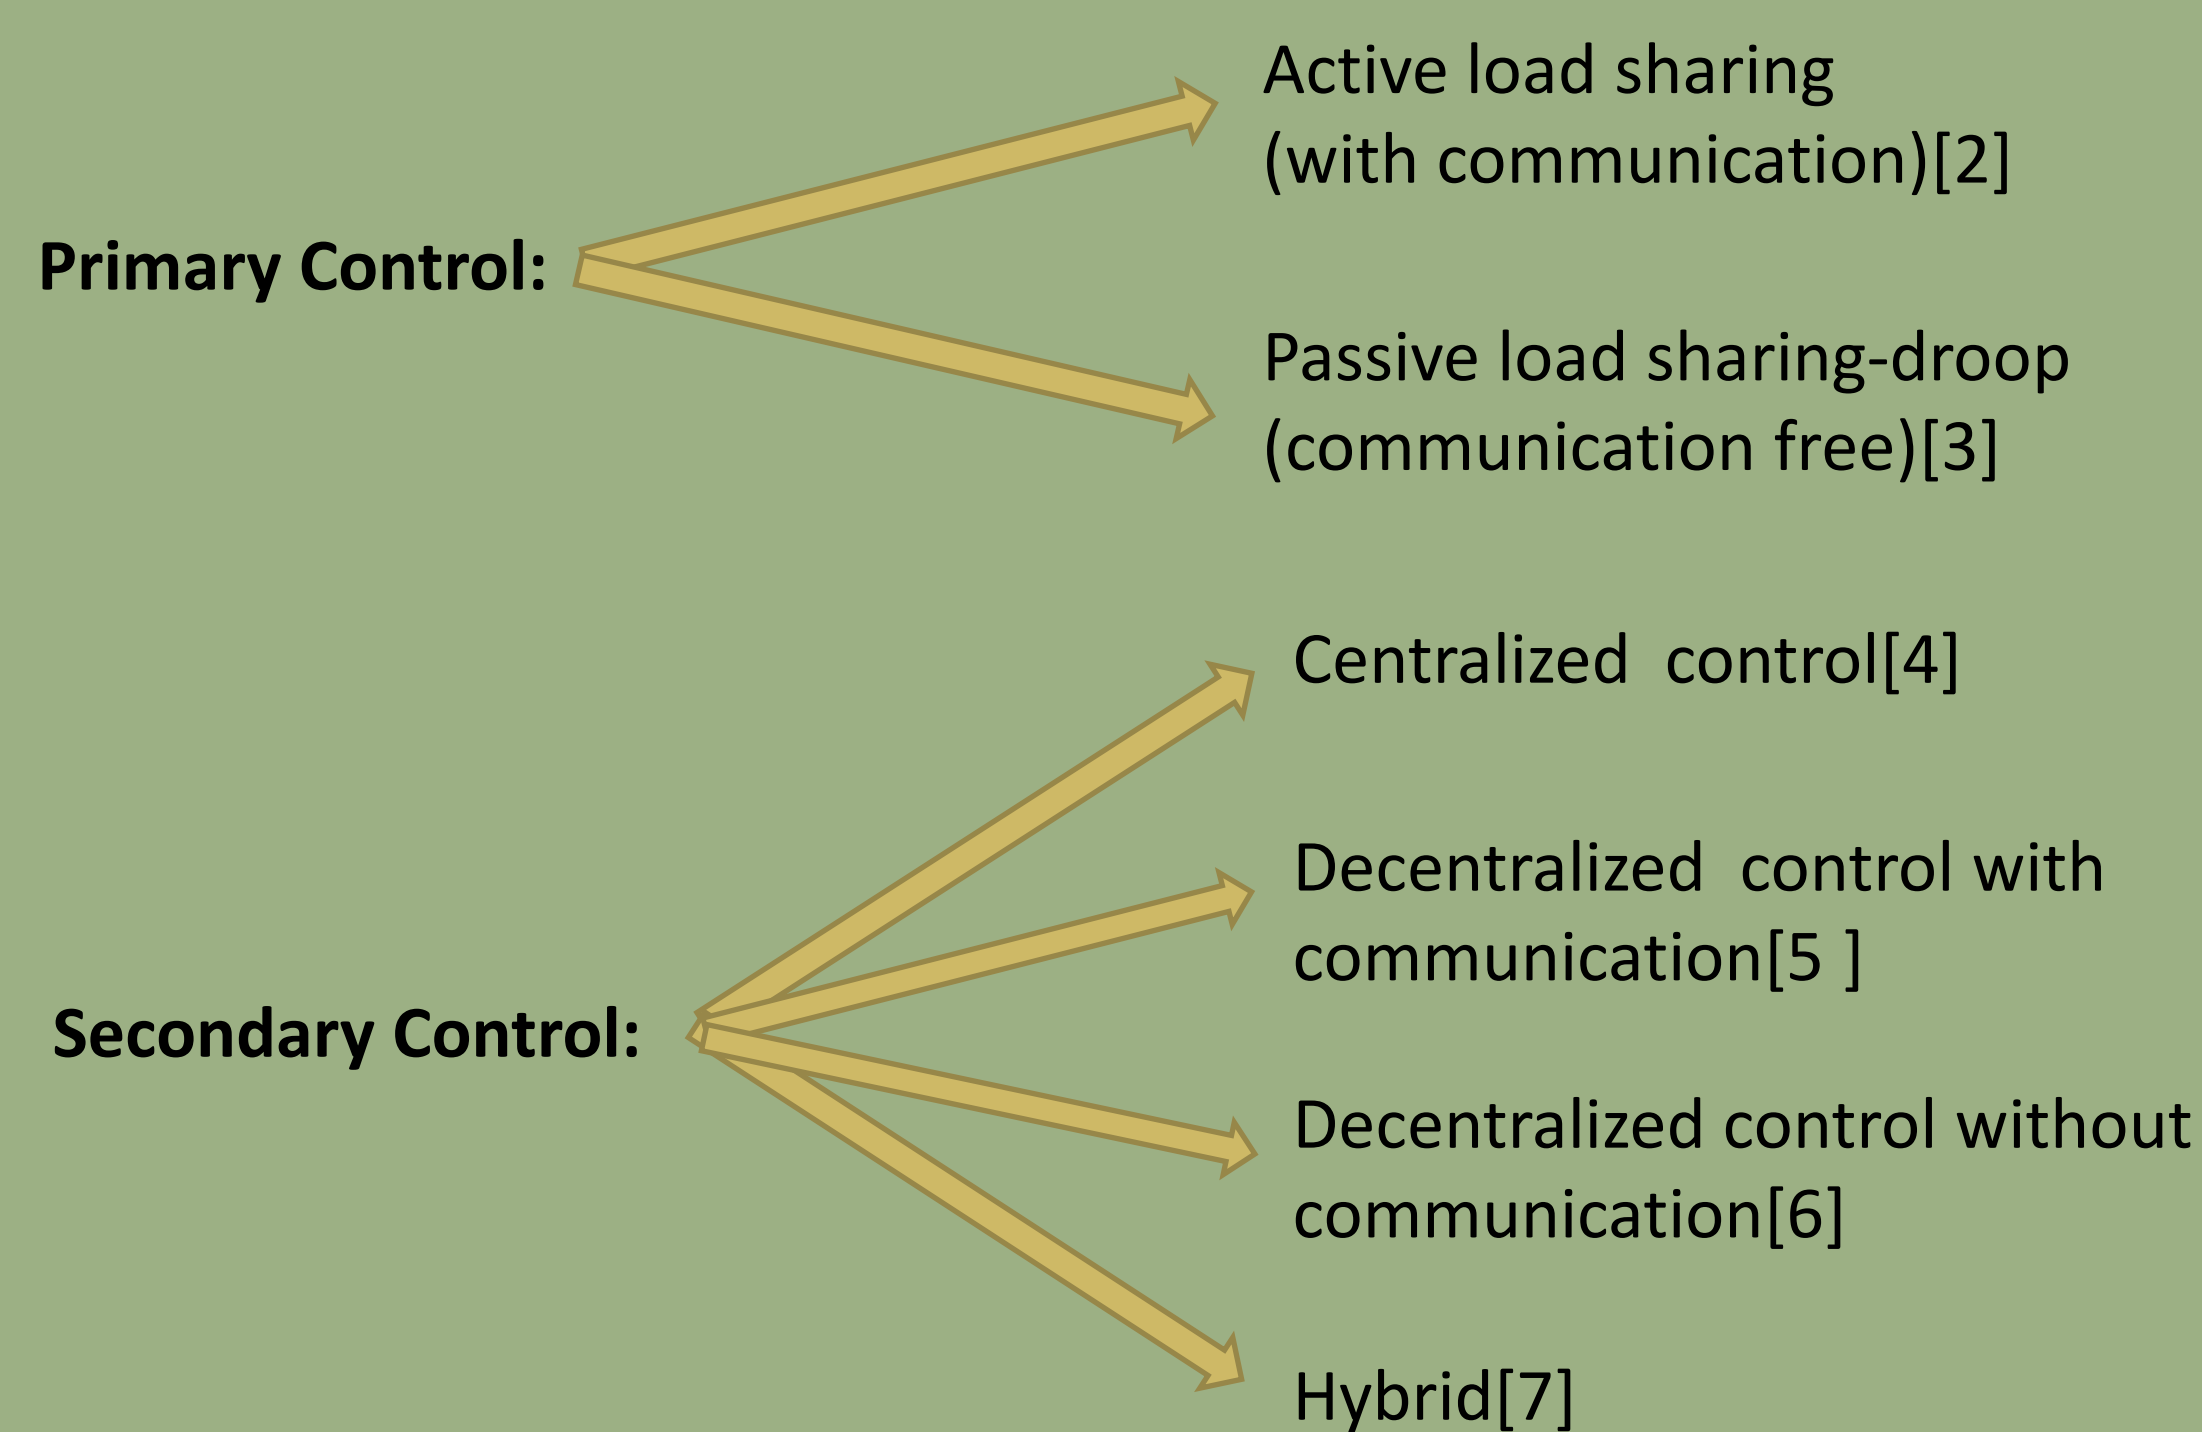 Active load sharing
(with communication)[2]
Primary Control:
Passive load sharing-droop
(communication free)[3]
Centralized  control[4]
Decentralized  control with
communication[5 ]
Secondary Control:
Decentralized control without
communication[6]
Hybrid[7]